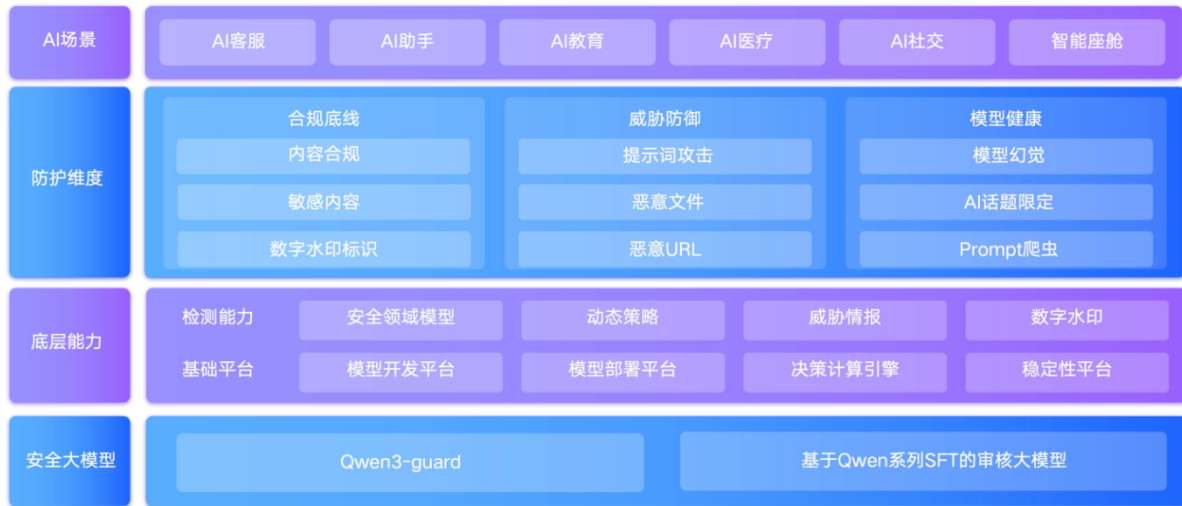 AI场景
AI客服 AI助手 AI教育 AI医疗 AI社交 智能座舱
防护维度
合规底线 威胁防御 模型健康
内容合规 提示词攻击 模型幻觉
敏感内容 恶意文件 AI话题限定
数字水印标识 恶意URL Prompt爬虫
底层能力
检测能力 安全领域模型 动态策略 威胁情报 数字水印
基础平台 模型开发平台 模型部署平台 决策计算引擎 稳定性平台
安全大模型
Qwen3-guard 基于Qwen系列SFT的审核大模型